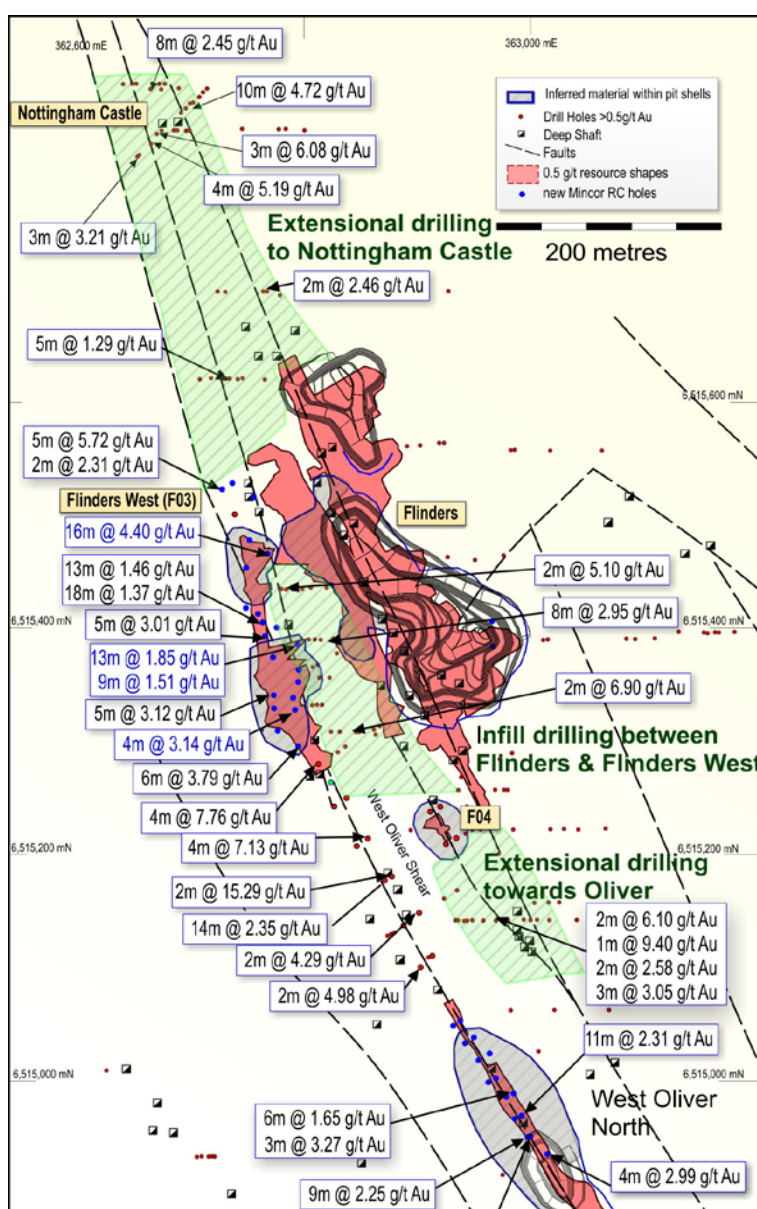 362,600 mE
363,000 mE
8m @ 2.45 g/t Au
Inferred material within pit shells
Drill Holes >0.5g/t Au
Deep Shaft
Faults
0.5 g/t resource shapes
new Mincor RC holes
200 metres
10m @ 4.72 g/t Au
Nottingham Castle
3m @ 6.08 g/t Au
4m @ 5.19 g/t Au
3m @ 3.21 g/t Au
Extensional drilling
to Nottingham Castle
2m @ 2.46 g/t Au
5m @ 1.29 g/t Au
6,515,600 mN
5m @ 5.72 g/t Au
2m @ 2.31 g/t Au
Flinders West (F03)
Flinders
16m @ 4.40 g/t Au
13m @ 1.46 g/t Au
18m @ 1.37 g/t Au
2m @ 5.10 g/t Au
8m @ 2.95 g/t Au
6,515,400 mN
6,515,400 mN
5m @ 3.01 g/t Au
13m @ 1.85 g/t Au
9m @ 1.51 g/t Au
2m @ 6.90 g/t Au
5m @ 3.12 g/t Au
4m @ 3.14 g/t Au
Infill drilling between
Flinders & Flinders West
6m @ 3.79 g/t Au
4m @ 7.76 g/t Au
F04
West Oliver Shear
4m @ 7.13 g/t Au
6,515,200 mN
6,515,200 mN
Extensional drilling
towards Oliver
2m @ 15.29 g/t Au
14m @ 2.35 g/t Au
2m @ 4.29 g/t Au
2m @ 4.98 g/t Au
2m @ 6.10 g/t Au
1m @ 9.40 g/t Au
2m @ 2.58 g/t Au
3m @ 3.05 g/t Au
11m @ 2.31 g/t Au
6,515,000 mN
6,515,000 mN
West Oliver
North
6m @ 1.65 g/t Au
3m @ 3.27 g/t Au
4m @ 2.99 g/t Au
9m @ 2.25 g/t Au